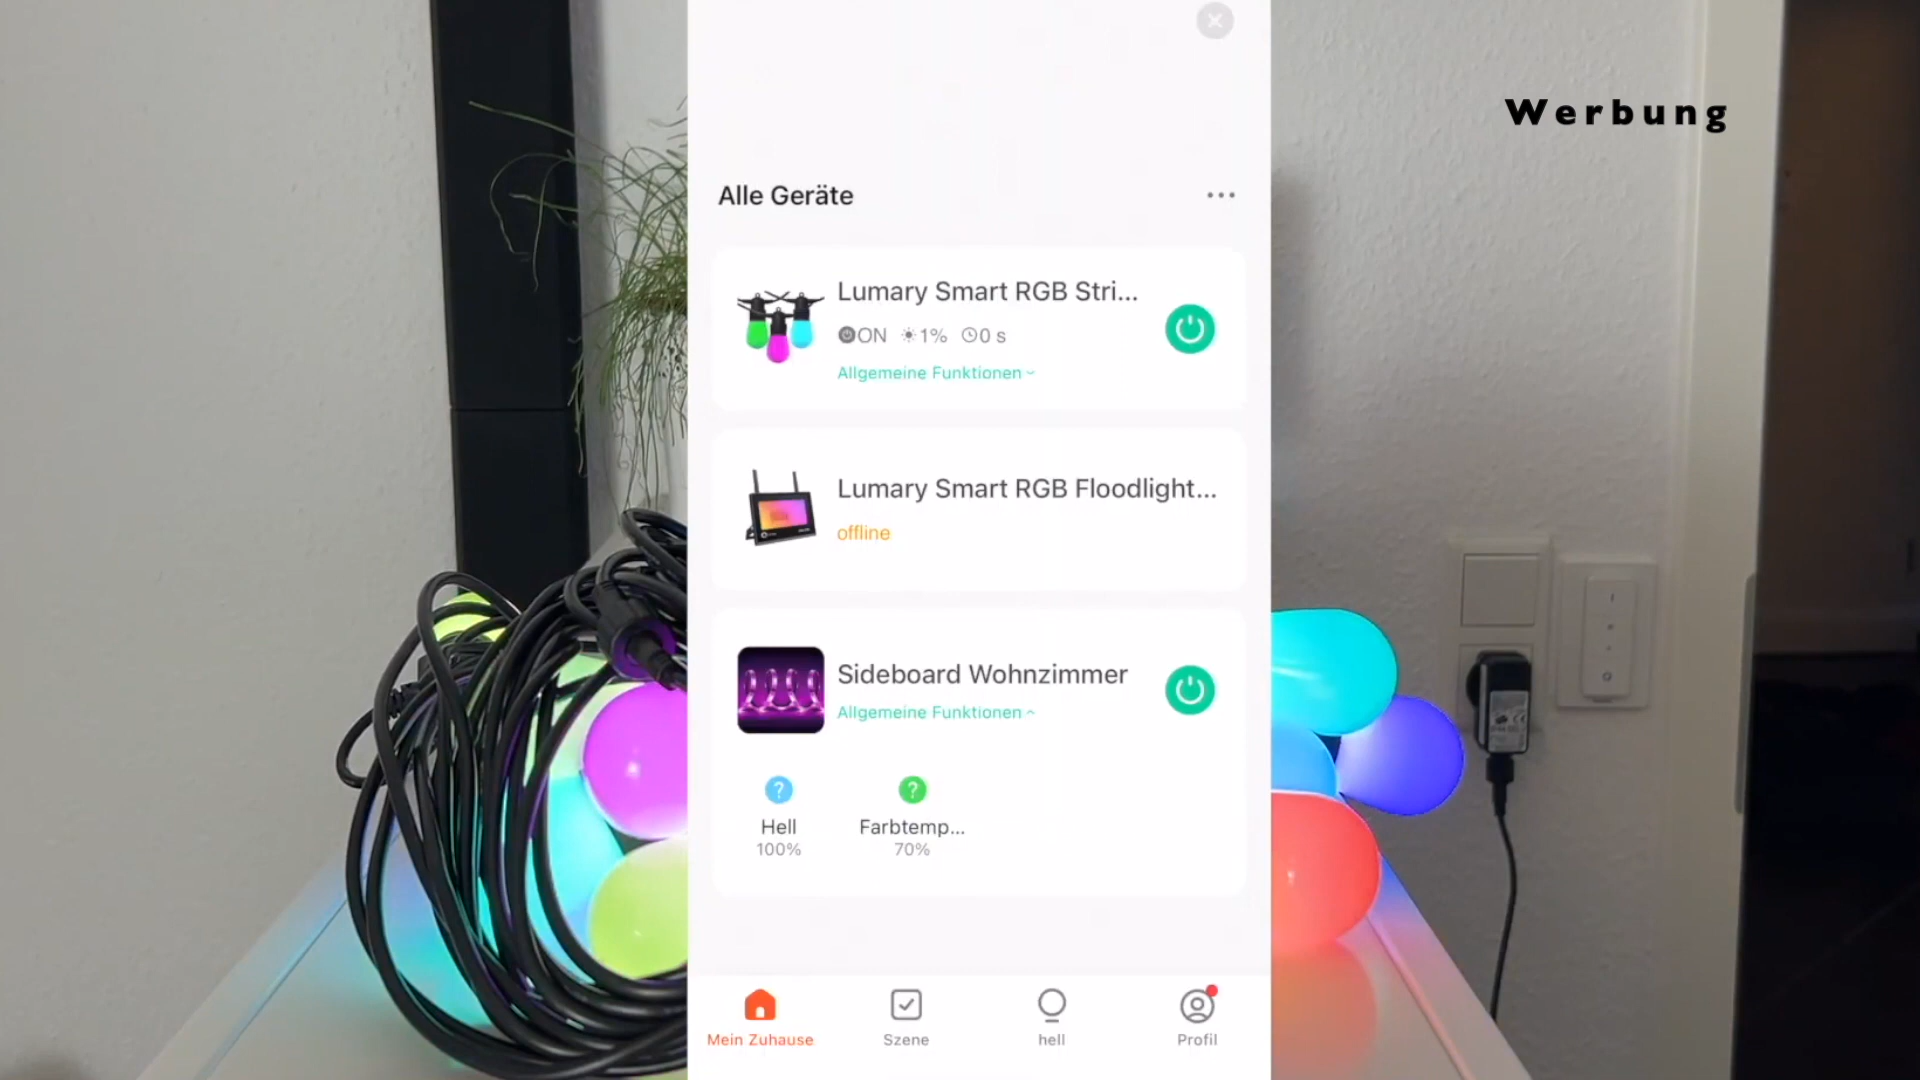 Werbung
Alle Geräte
Lumary Smart RGB Stri...
ON 1% 0 s
Allgemeine Funktionen
Lumary Smart RGB Floodlight...
offline
Sideboard Wohnzimmer
Allgemeine Funktionen
? ?
Hell Farbtemp...
100% 70%
Mein Zuhause Szene hell Profil